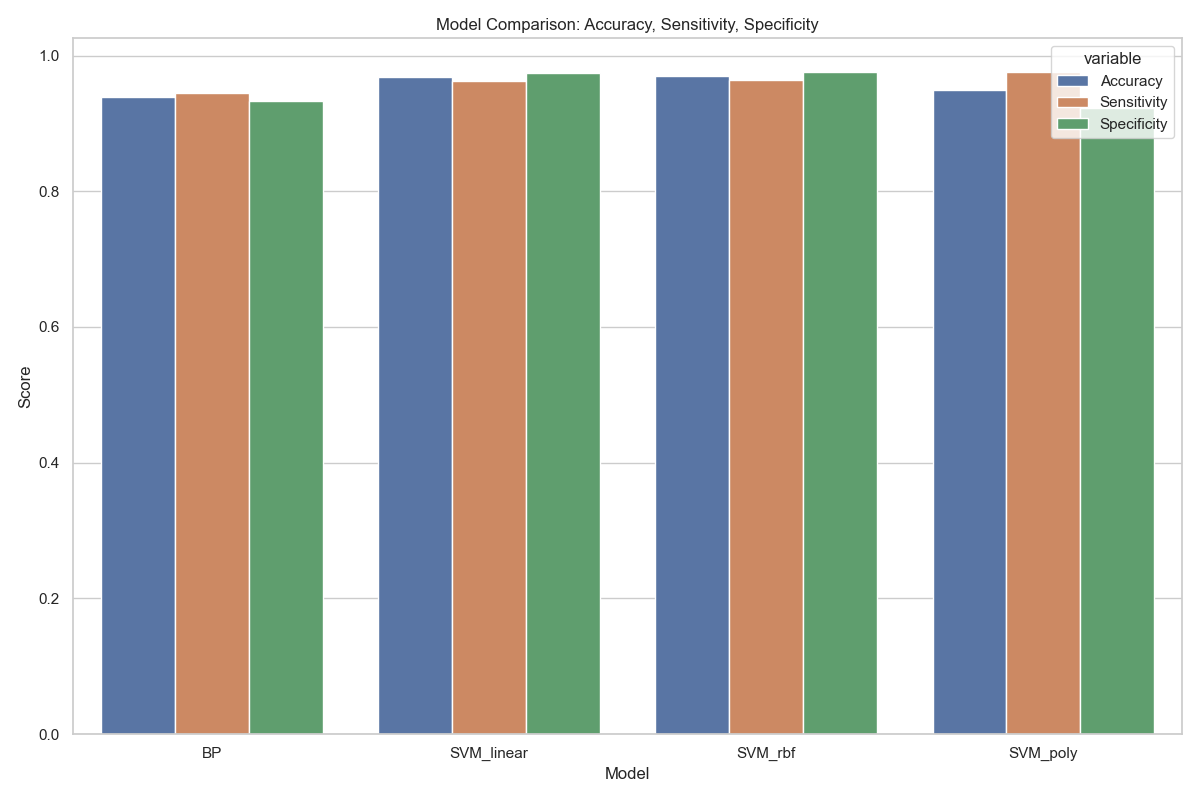 Model Comparison: Accuracy, Sensitivity, Specificity
variable
Accuracy
Sensitivity
Specificity
1.0
0.8
0.6
0.4
0.2
0.0
Score
BP SVM_linear SVM_rbf SVM_poly
Model